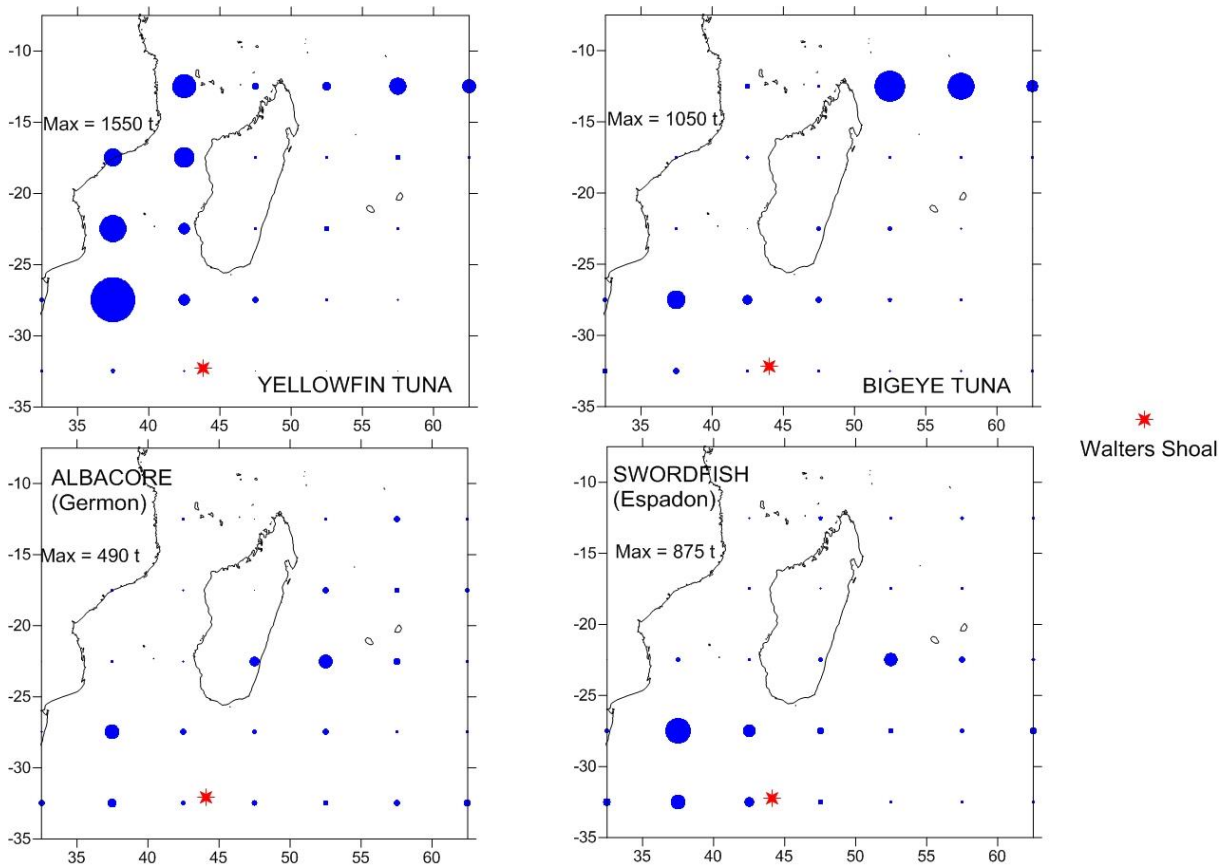 -10
-15
-20
-25
-30
-35
Max = 1550 t
YELLOWFIN TUNA
35 40 45 50 55 60
-10
-15
-20
-25
-30
-35
Max = 1050 t
BIGEYE TUNA
35 40 45 50 55 60
Walters Shoal
-10
-15
-20
-25
-30
-35
ALBACORE
(Germon)
Max = 490 t
35 40 45 50 55 60
-10
-15
-20
-25
-30
-35
SWORDFISH
(Espadon)
Max = 875 t
35 40 45 50 55 60